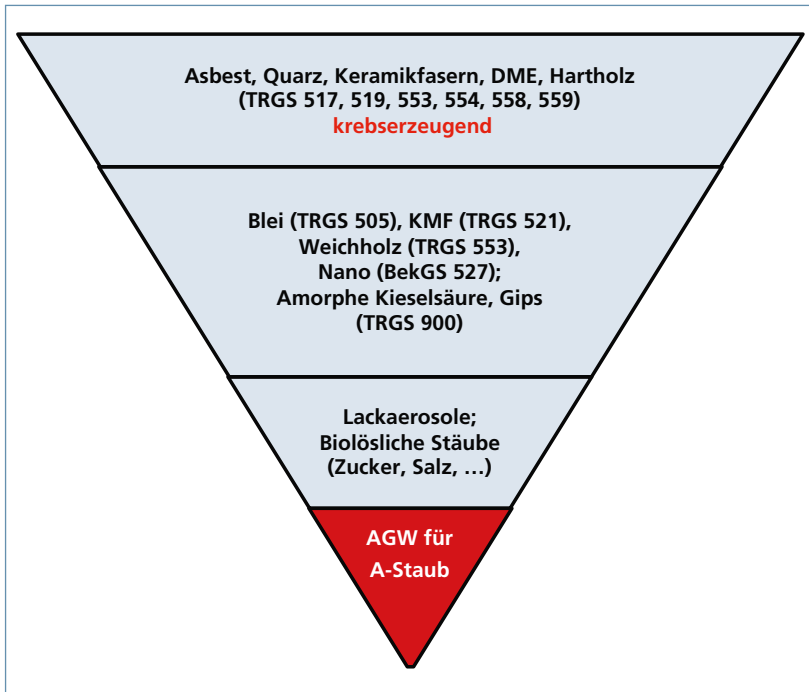 Asbest, Quarz, Keramikfasern, DME, Hartholz
(TRGS 517, 519, 553, 554, 558, 559)
krebserzeugend
Blei (TRGS 505), KMF (TRGS 521),
Weichholz (TRGS 553),
Nano (BekGS 527);
Amorphe Kieselsäure, Gips
(TRGS 900)
Lackaerosole;
Biolösliche Stäube
(Zucker, Salz, …)
AGW für
A-Staub